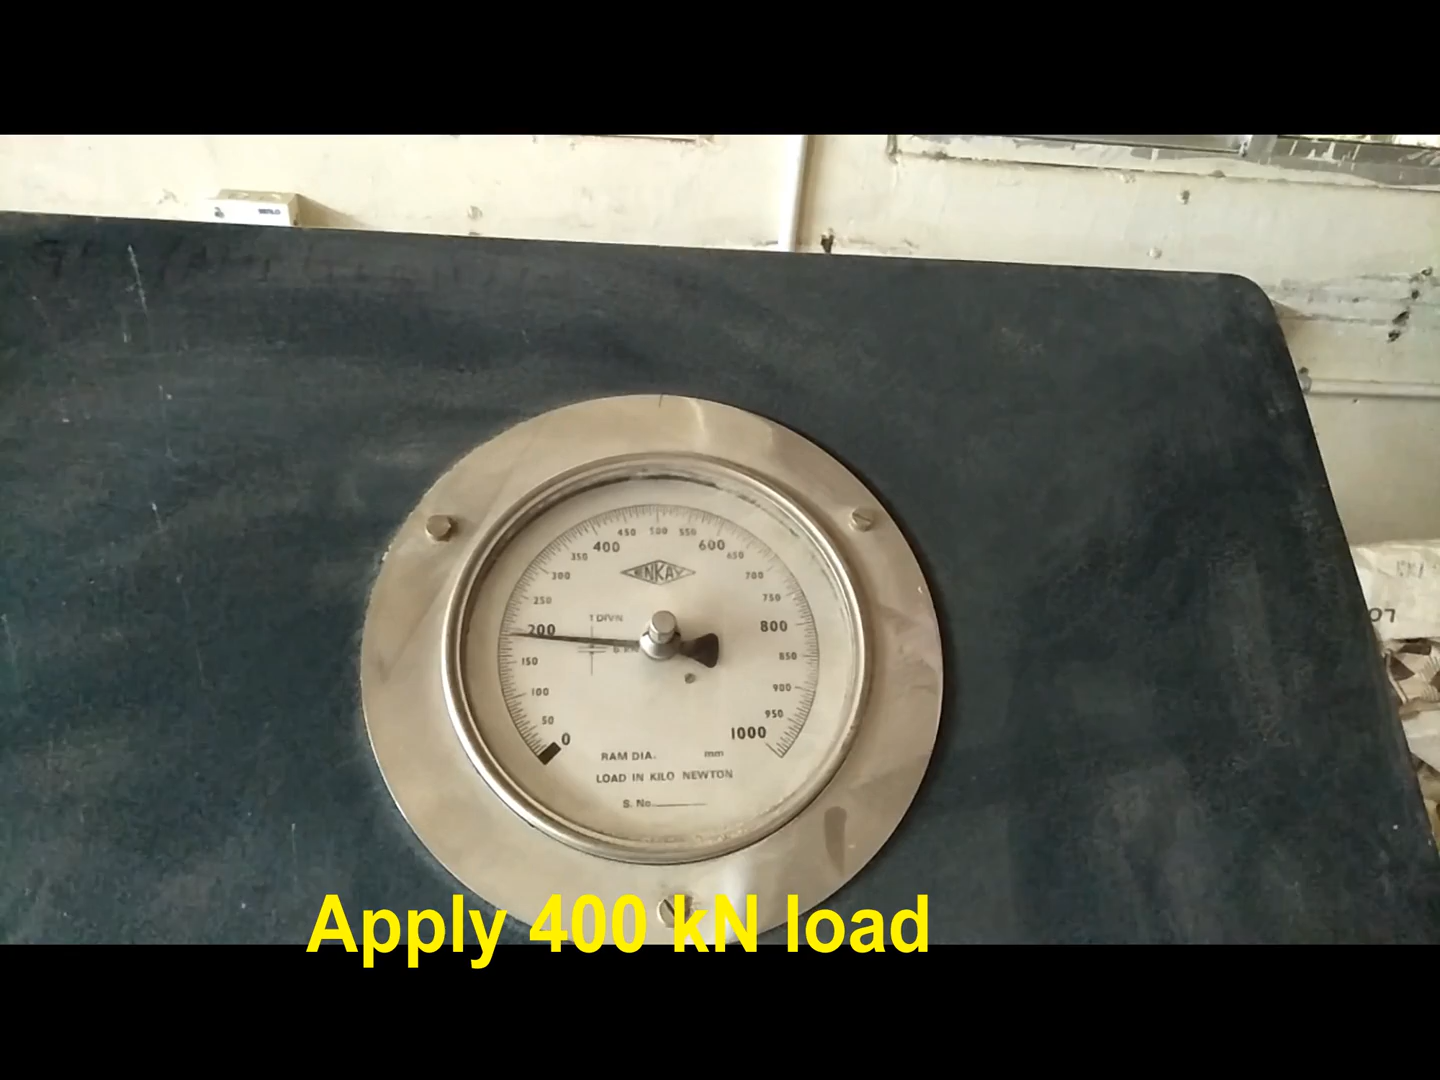 450 500 550
400 600
350 650
300 700
ENKAY
250 750
1 DIVN
200 800
150 850
100 900
50 950
0 1000
RAM DIA. mm
LOAD IN KILO NEWTON
S. No
LO
Apply 400 kN load